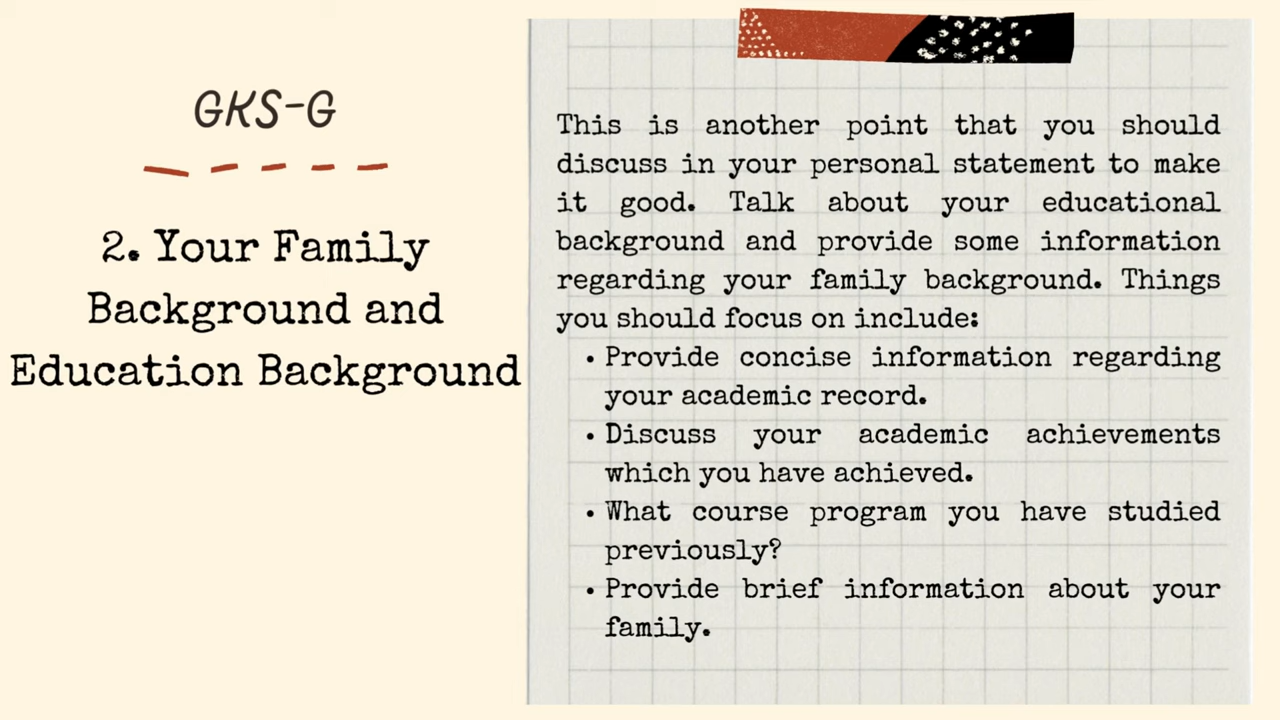 GKS-G
2. Your Family
Background and
Education Background
This is another point that you should
discuss in your personal statement to make
it good. Talk about your educational
background and provide some information
regarding your family background. Things
you should focus on include:
• Provide concise information regarding
your academic record.
• Discuss your academic achievements
which you have achieved.
• What course program you have studied
previously?
• Provide brief information about your
family.